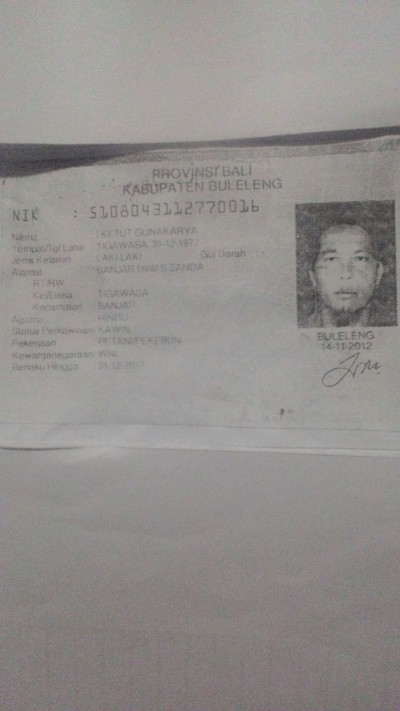 PROVINSI BALI
KABUPATEN BULELENG
NIK : 5108043112770016
Nama : I KETUT GUNAKARYA
Tempat/Tgl Lahir : TIGAWASA, 31-12-1977
Jenis Kelamin : LAKI-LAKI Gol Darah
Alamat : BANJAR DINAS SANDA
RT/RW
Kel/Desa : TIGAWASA
Kecamatan : BANJAR
Agama : HINDU
Status Perkawinan: KAWIN
Pekerjaan : PETANI/PEKEBUN
Kewarganegaraan: WNI
Berlaku Hingga : 31-12-2017
BULELENG
14-11-2012